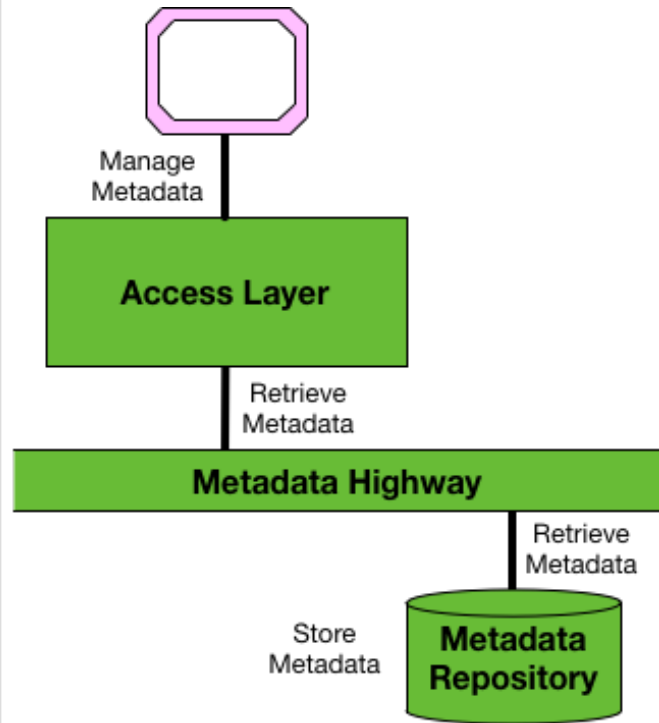 Manage
Metadata
Access Layer
Retrieve
Metadata
Metadata Highway
Retrieve
Metadata
Store
Metadata
Metadata
Repository